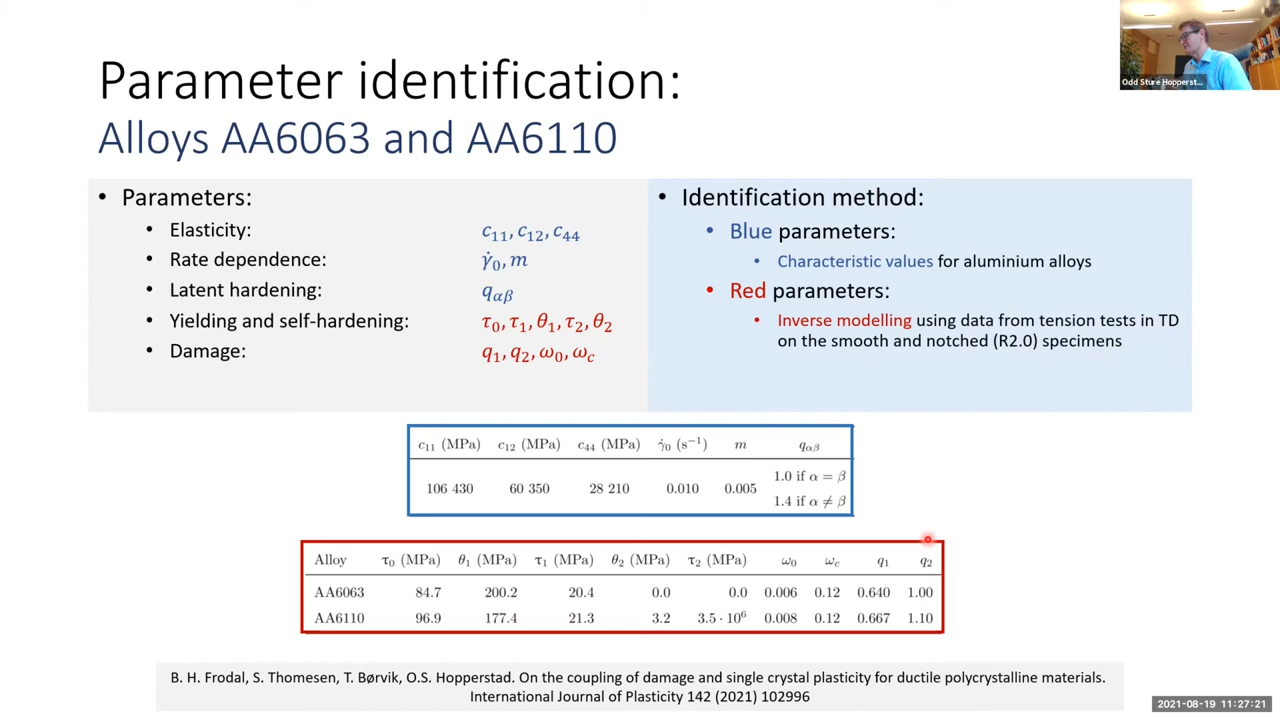 Odd Sture Hopperst...
Parameter identification:
Alloys AA6063 and AA6110
• Parameters:
• Elasticity: c₁₁, c₁₂, c₄₄
• Rate dependence: γ̇₀, m
• Latent hardening: q_αβ
• Yielding and self-hardening: τ₀, τ₁, θ₁, τ₂, θ₂
• Damage: q₁, q₂, ω₀, ω_c
• Identification method:
• Blue parameters:
• Characteristic values for aluminium alloys
• Red parameters:
• Inverse modelling using data from tension tests in TD
on the smooth and notched (R2.0) specimens
c₁₁ (MPa) c₁₂ (MPa) c₄₄ (MPa) γ̇₀ (s⁻¹) m q_αβ
1.0 if α = β
106 430 60 350 28 210 0.010 0.005
1.4 if α ≠ β
Alloy τ₀ (MPa) θ₁ (MPa) τ₁ (MPa) θ₂ (MPa) τ₂ (MPa) ω₀ ω_c q₁ q₂
AA6063 84.7 200.2 20.4 0.0 0.0 0.006 0.12 0.640 1.00
AA6110 96.9 177.4 21.3 3.2 3.5 · 10⁶ 0.008 0.12 0.667 1.10
B. H. Frodal, S. Thomesen, T. Børvik, O.S. Hopperstad. On the coupling of damage and single crystal plasticity for ductile polycrystalline materials.
International Journal of Plasticity 142 (2021) 102996
2021-08-19 11:27:21